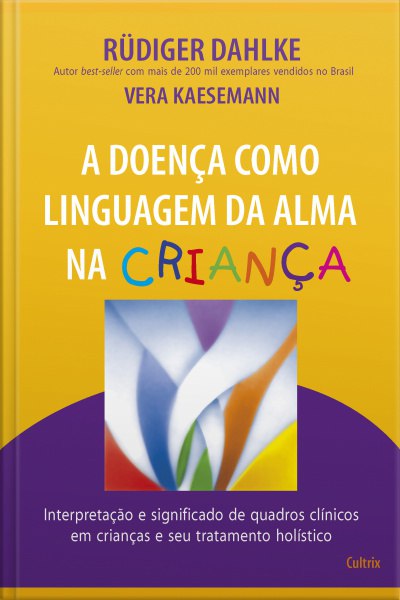 RÜDIGER DAHLKE
Autor best-seller com mais de 200 mil exemplares vendidos no Brasil
VERA KAESEMANN
A DOENÇA COMO
LINGUAGEM DA ALMA
NA CRIANÇA
Interpretação e significado de quadros clínicos
em crianças e seu tratamento holístico
Cultrix